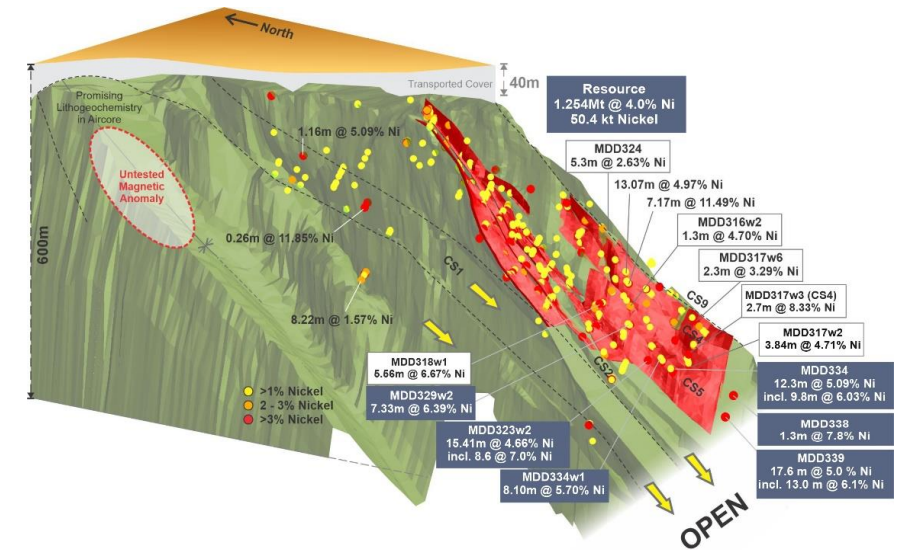 North
Transported Cover
40m
600m
Promising
Lithogeochemistry
in Aircore
Untested
Magnetic
Anomaly
1.16m @ 5.09% Ni
0.26m @ 11.85% Ni
8.22m @ 1.57% Ni
>1% Nickel
2 - 3% Nickel
>3% Nickel
Resource
1.254Mt @ 4.0% Ni
50.4 kt Nickel
MDD324
5.3m @ 2.63% Ni
13.07m @ 4.97% Ni
7.17m @ 11.49% Ni
MDD316w2
1.3m @ 4.70% Ni
MDD317w6
2.3m @ 3.29% Ni
MDD317w3 (CS4)
2.7m @ 8.33% Ni
MDD317w2
3.84m @ 4.71% Ni
MDD334
12.3m @ 5.09% Ni
incl. 9.8m @ 6.03% Ni
MDD338
1.3m @ 7.8% Ni
MDD339
17.6 m @ 5.0 % Ni
incl. 13.0 m @ 6.1% Ni
CS1
CS9
CS4
CS2
CS5
MDD318w1
5.56m @ 6.67% Ni
MDD329w2
7.33m @ 6.39% Ni
MDD323w2
15.41m @ 4.66% Ni
incl. 8.6 @ 7.0% Ni
MDD334w1
8.10m @ 5.70% Ni
OPEN